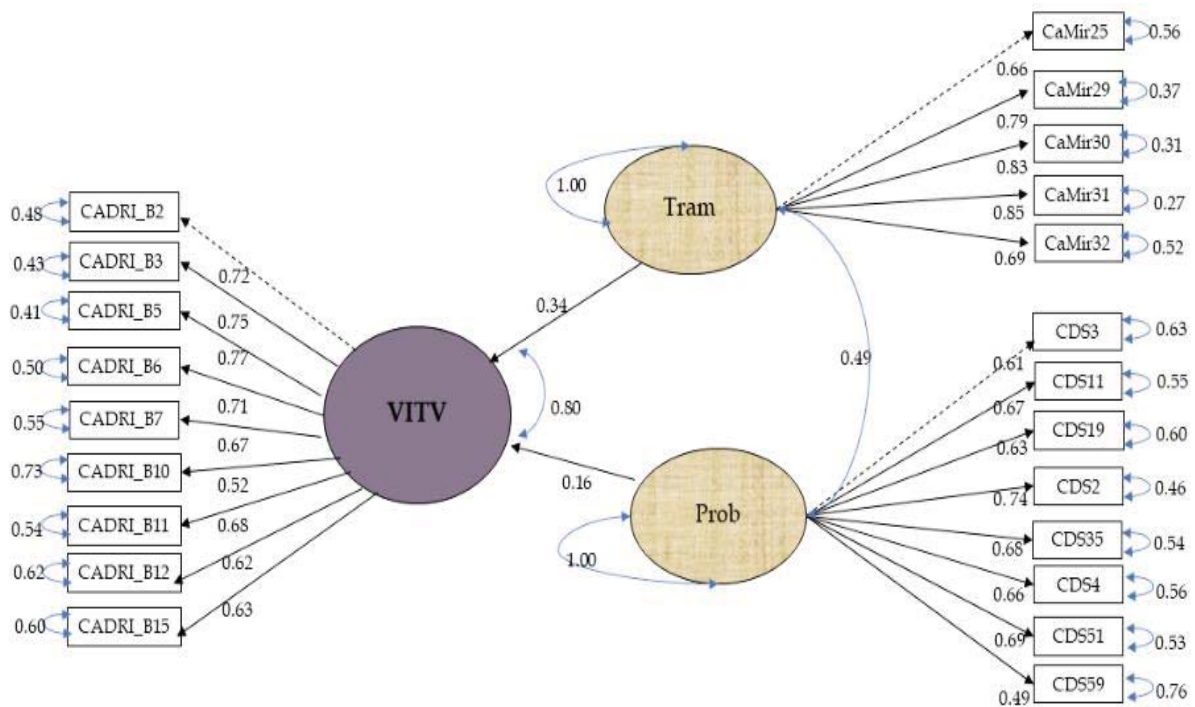 CaMir25
0.56
0.66
CaMir29
0.37
0.79
CaMir30
0.31
0.83
CaMir31
0.27
0.85
CaMir32
0.52
0.69
1.00
Tram
0.48
CADRI_B2
0.43
CADRI_B3
0.72
0.41
CADRI_B5
0.75
0.50
CADRI_B6
0.77
0.55
CADRI_B7
0.71
0.73
CADRI_B10
0.67
0.54
CADRI_B11
0.52
0.62
CADRI_B12
0.68
0.60
CADRI_B15
0.62
0.63
VITV
0.34
0.80
0.16
0.49
Prob
1.00
CDS3
0.63
0.61
CDS11
0.55
0.67
CDS19
0.60
0.63
CDS2
0.46
0.74
CDS35
0.54
0.68
CDS4
0.56
0.66
CDS51
0.53
0.69
CDS59
0.76
0.49